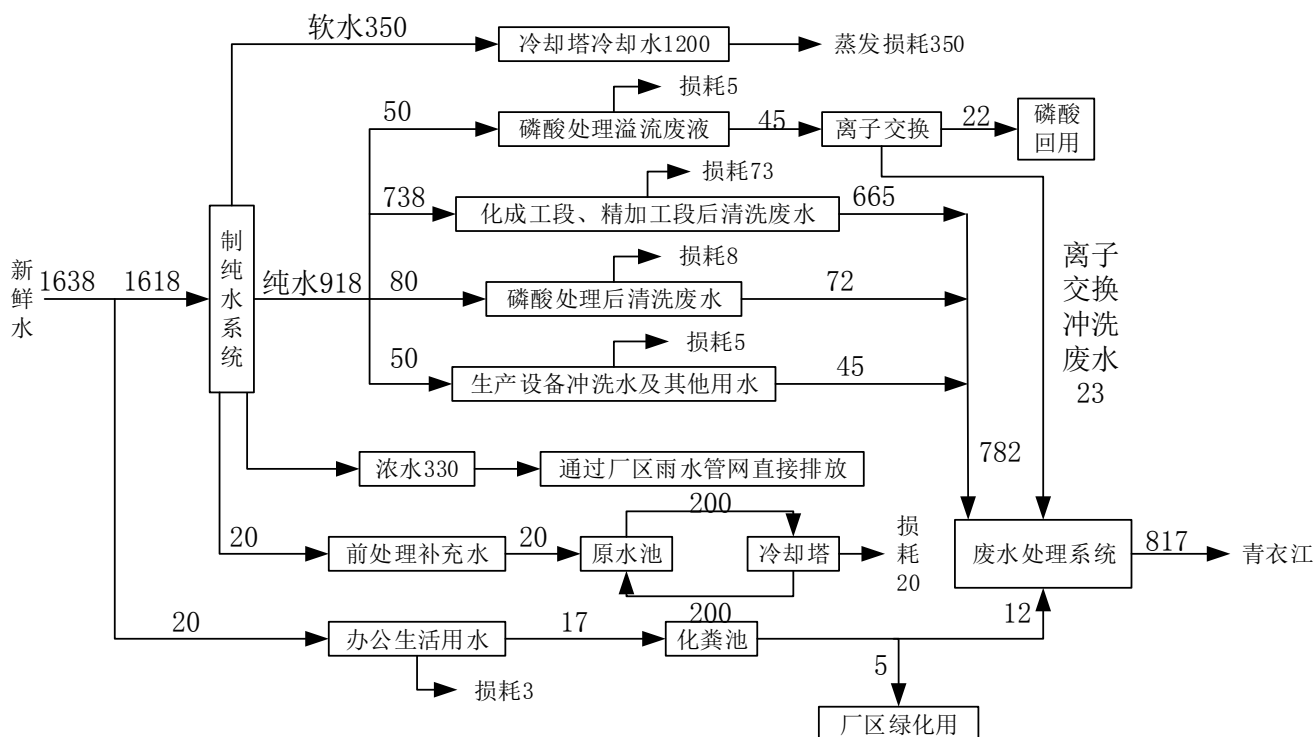 软水350
冷却塔冷却水1200
蒸发损耗350
损耗5
50
磷酸处理溢流废液
45
离子交换
22
磷酸
回用
损耗73
738
化成工段、精加工段后清洗废水
665
新
鲜
水
1638
1618
制
纯
水
系
统
纯水918
损耗8
80
磷酸处理后清洗废水
72
离子
交换
冲洗
废水
23
损耗5
50
生产设备冲洗水及其他用水
45
浓水330
通过厂区雨水管网直接排放
782
200
20
前处理补充水
20
原水池
冷却塔
损
耗
20
废水处理系统
817
青衣江
200
20
办公生活用水
17
化粪池
12
损耗3
5
厂区绿化用